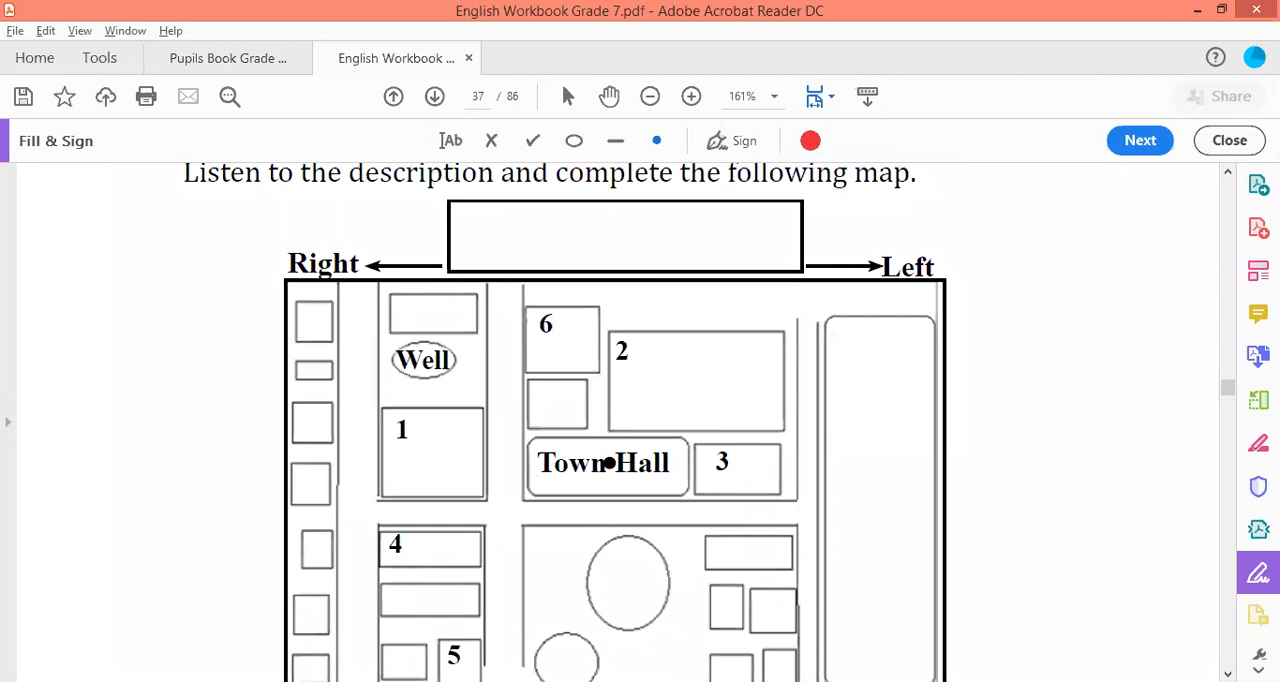 English Workbook Grade 7.pdf - Adobe Acrobat Reader DC
File Edit View Window Help
Home Tools Pupils Book Grade ... English Workbook ... ×
37 / 86 161% Share
Fill & Sign Ab Sign Next Close
Listen to the description and complete the following map.
Right Left
6
2
Well
1
Town Hall 3
4
5